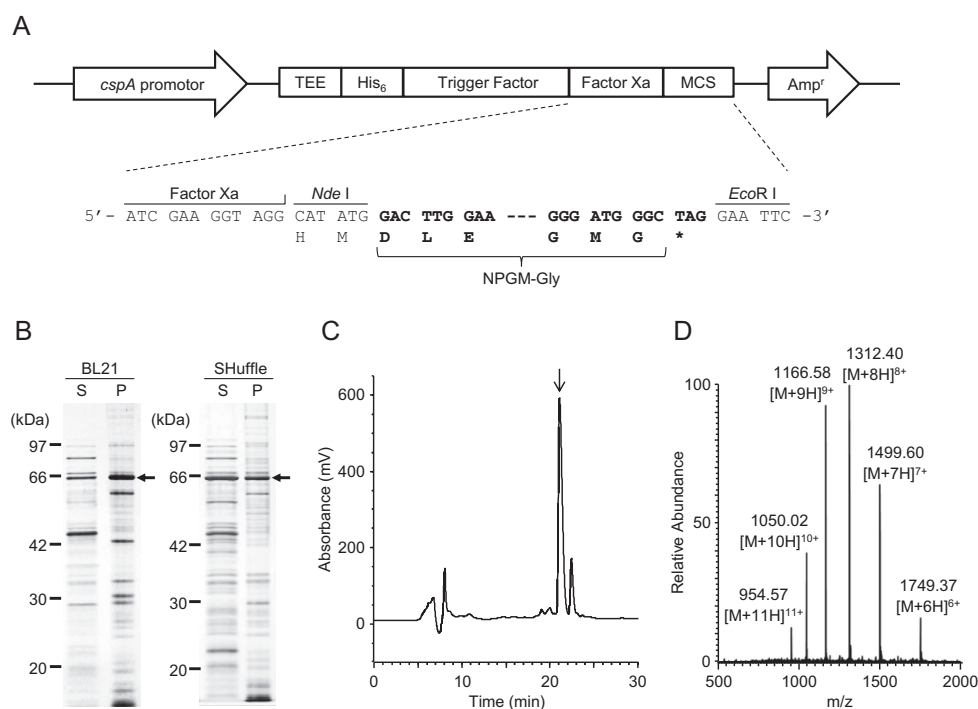 A
cspA promotor
TEE
His6
Trigger Factor
Factor Xa
MCS
Ampr
Factor Xa
Nde I
EcoR I
5’- ATC GAA GGT AGG CAT ATG GAC TTG GAA --- GGG ATG GGC TAG GAA TTC -3’
H M D L E G M G *
NPGM-Gly
B
BL21
SHuffle
S P S P
(kDa) (kDa)
97 97
66 66
42 42
30 30
20 20
C
Absorbance (mV)
600
400
200
0
0 10 20 30
Time (min)
D
Relative Abundance
100
50
0
1312.40
[M+8H]8+
1166.58
[M+9H]9+
1499.60
[M+7H]7+
1050.02
[M+10H]10+
954.57
[M+11H]11+
1749.37
[M+6H]6+
500 1000 1500 2000
m/z